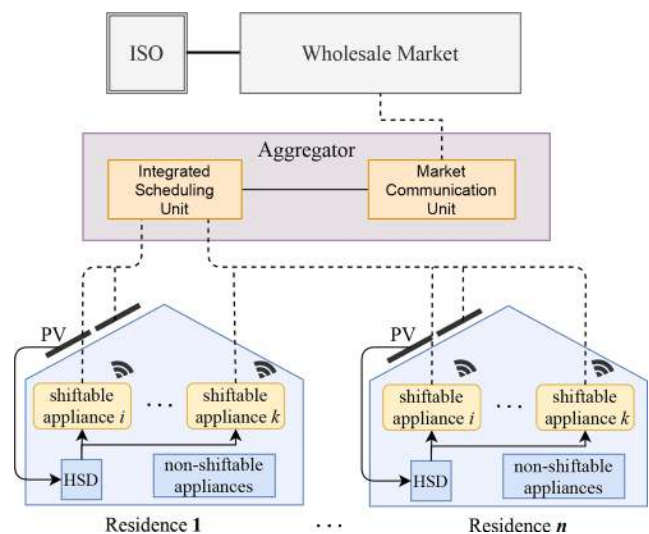 ISO
Wholesale Market
Aggregator
Integrated
Scheduling
Unit
Market
Communication
Unit
PV
shiftable
appliance i
. . .
shiftable
appliance k
HSD
non-shiftable
appliances
Residence 1
. . .
PV
shiftable
appliance i
. . .
shiftable
appliance k
HSD
non-shiftable
appliances
Residence n